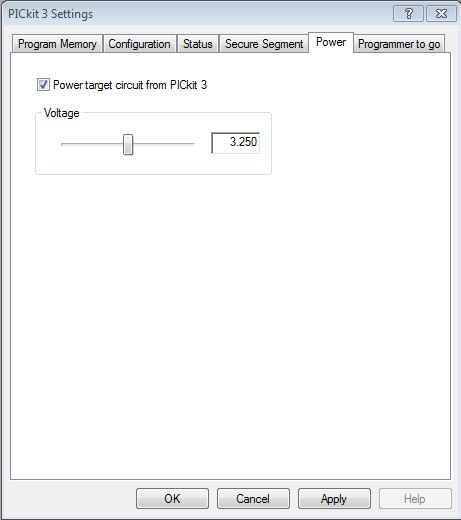 PICkit 3 Settings
Program Memory Configuration Status Secure Segment Power Programmer to go
Power target circuit from PICkit 3
Voltage
3.250
OK Cancel Apply Help